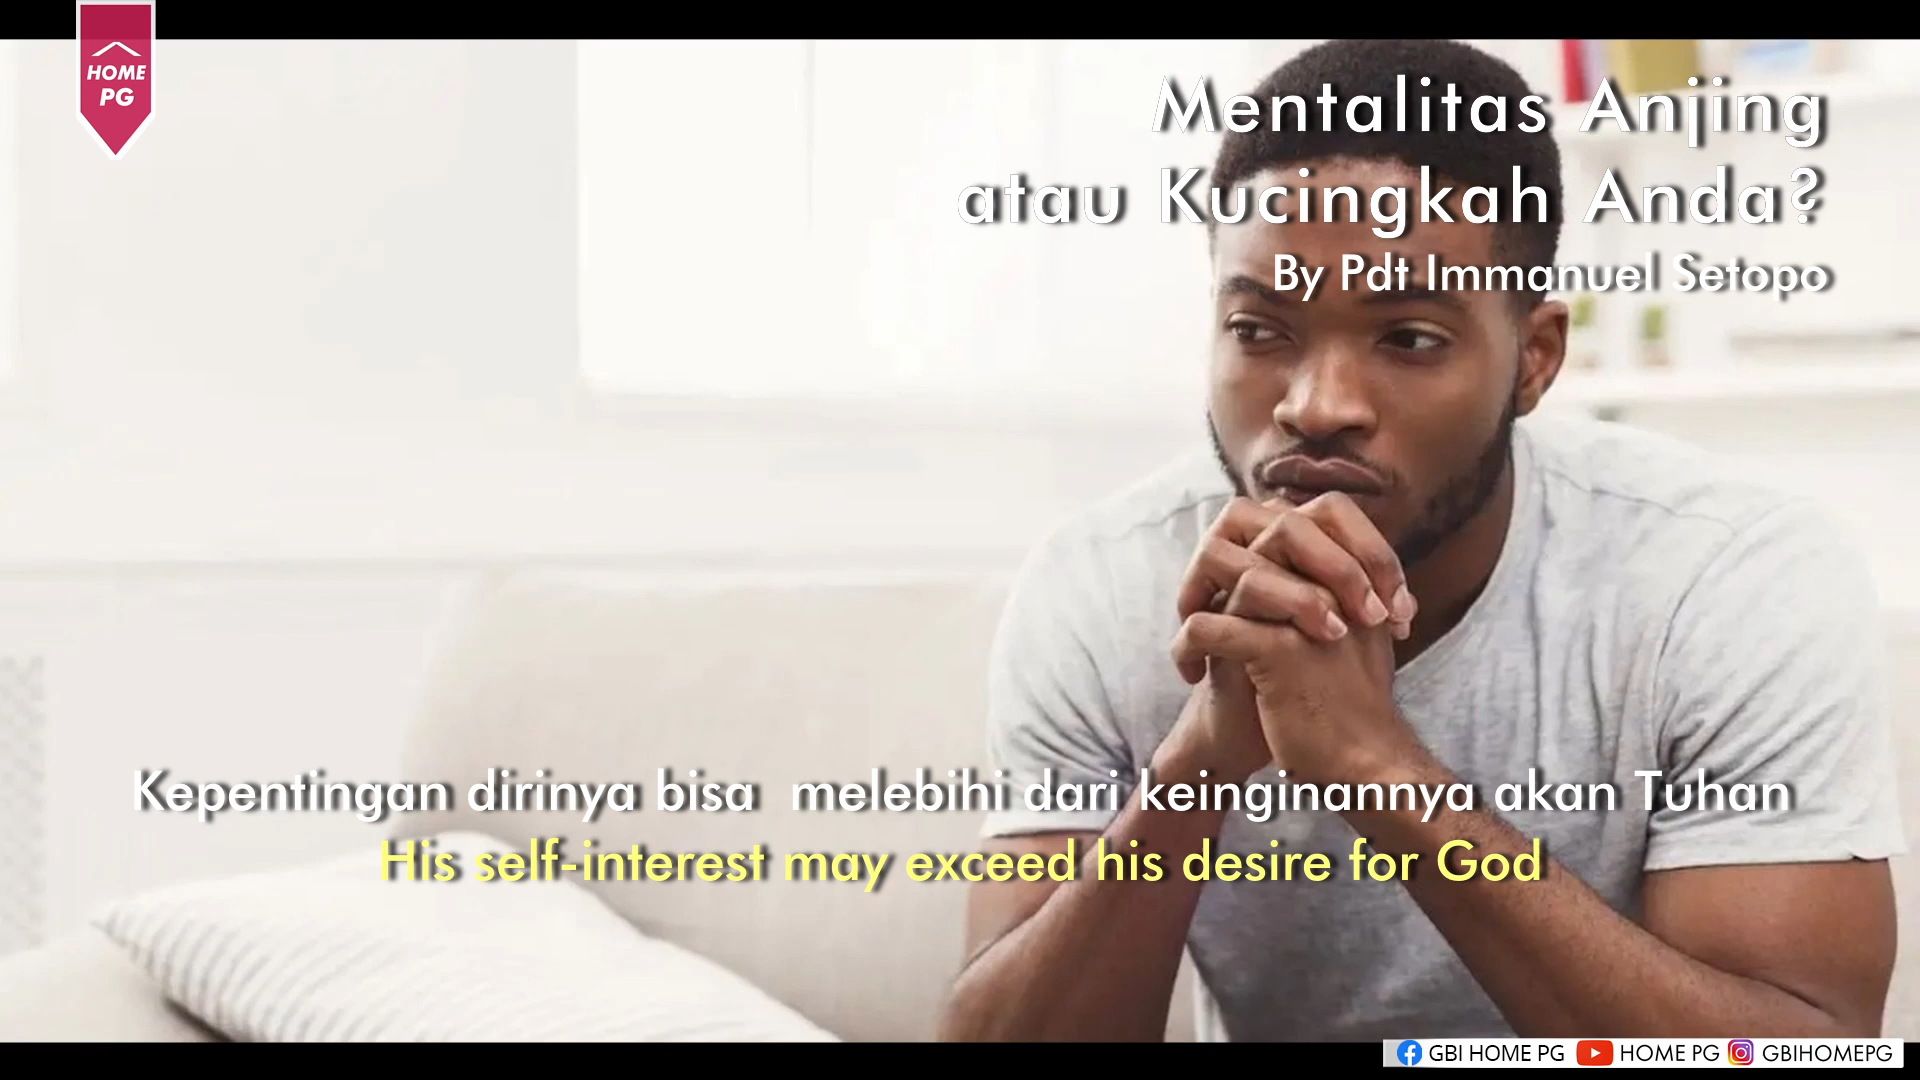 HOME
PG
Mentalitas Anjing
atau Kucingkah Anda?
By Pdt Immanuel Setopo
Kepentingan dirinya bisa  melebihi dari keinginannya akan Tuhan
His self-interest may exceed his desire for God
GBI HOME PG HOME PG GBIHOMEPG